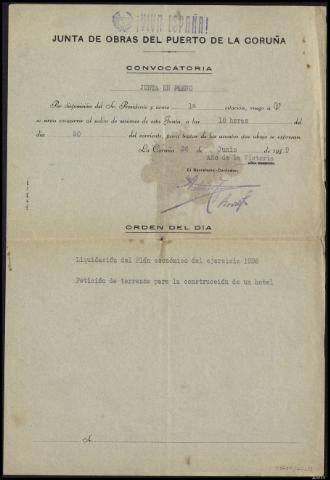 ¡VIVA ESPAÑA!
JUNTA DE OBRAS DEL PUERTO DE LA CORUÑA
CONVOCATORIA
JUNTA EN PLENO
Por disposición del Sr. Presidente y como 1a citación, ruego a Vº
se sirva concurrir al salón de sesiones de esta Junta, a las 18 horas del
día 30 del corriente, para tratar de los asuntos que abajo se expresan.
La Coruña 26 de Junio 1939
Año de la Victoria
El Secretario-Contador,
ORDEN DEL DÍA
Liquidación del Plán económico del ejercicio 1938
Petición de terrenos para la construcción de un hotel
A